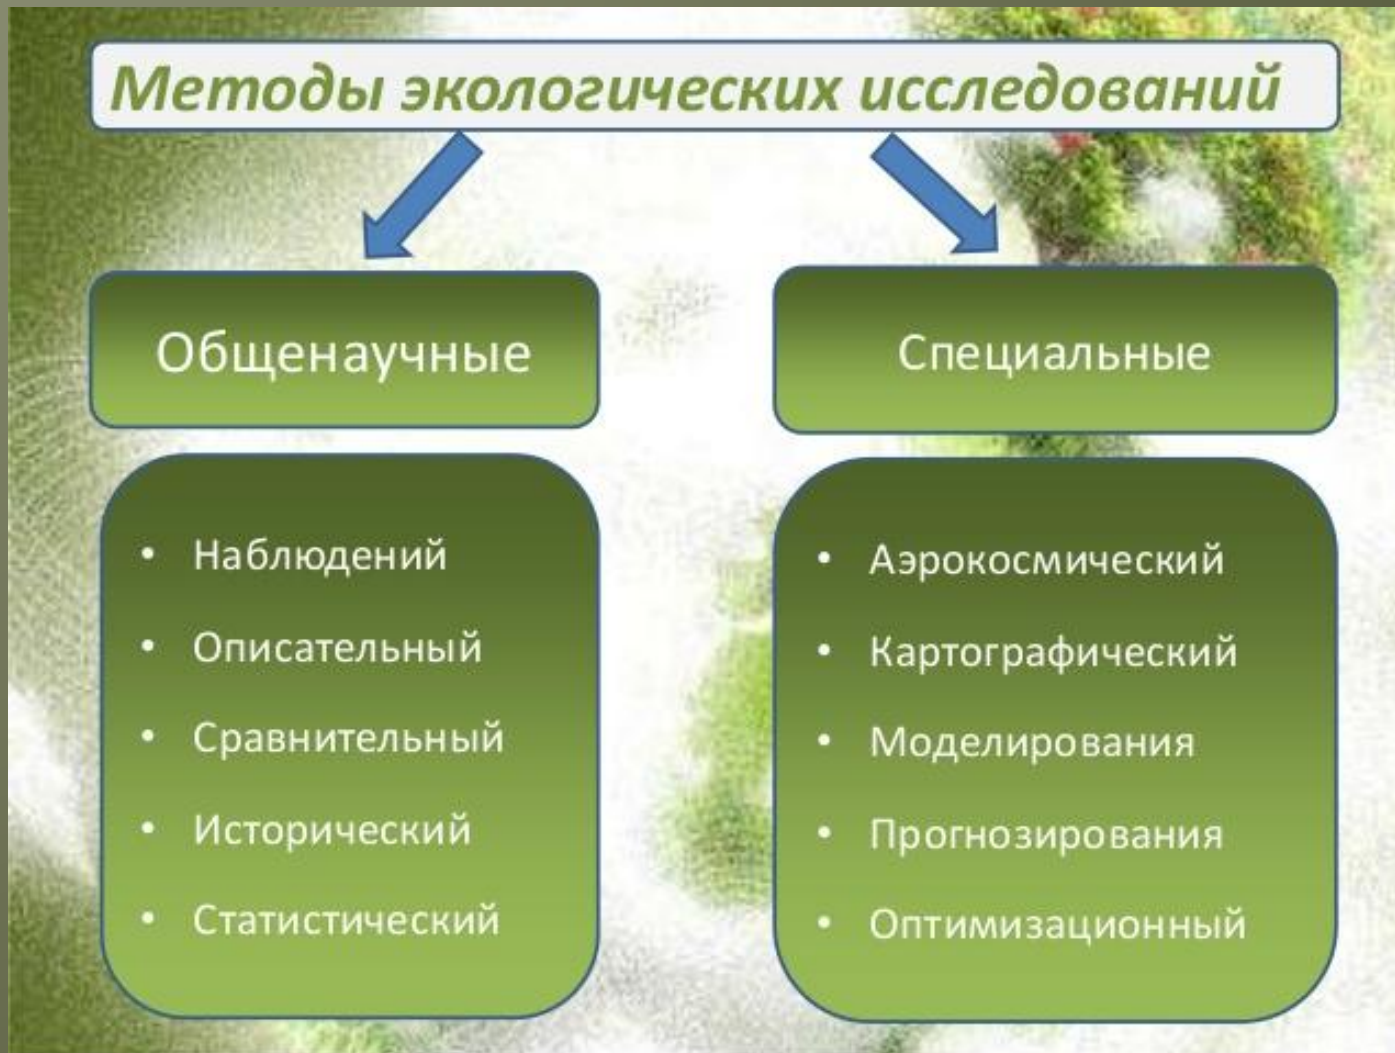 Методы экологических исследований
Общенаучные
• Наблюдений
• Описательный
• Сравнительный
• Исторический
• Статистический
Специальные
• Аэрокосмический
• Картографический
• Моделирования
• Прогнозирования
• Оптимизационный